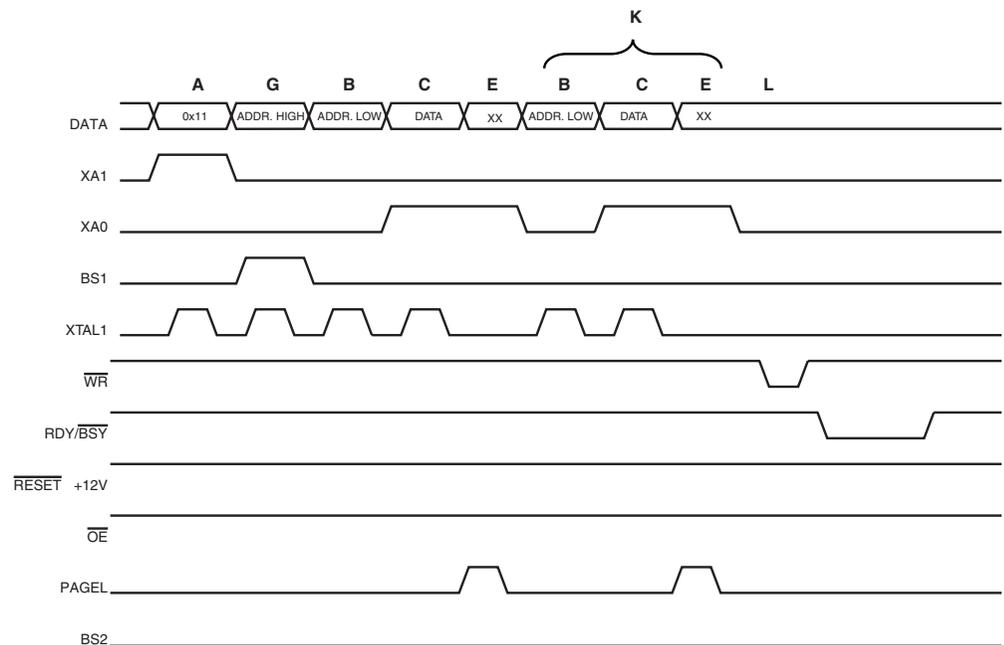 K
A G B C E B C E L
DATA 0x11 ADDR. HIGH ADDR. LOW DATA XX ADDR. LOW DATA XX
XA1
XA0
BS1
XTAL1
WR
RDY/BSY
RESET +12V
OE
PAGEL
BS2